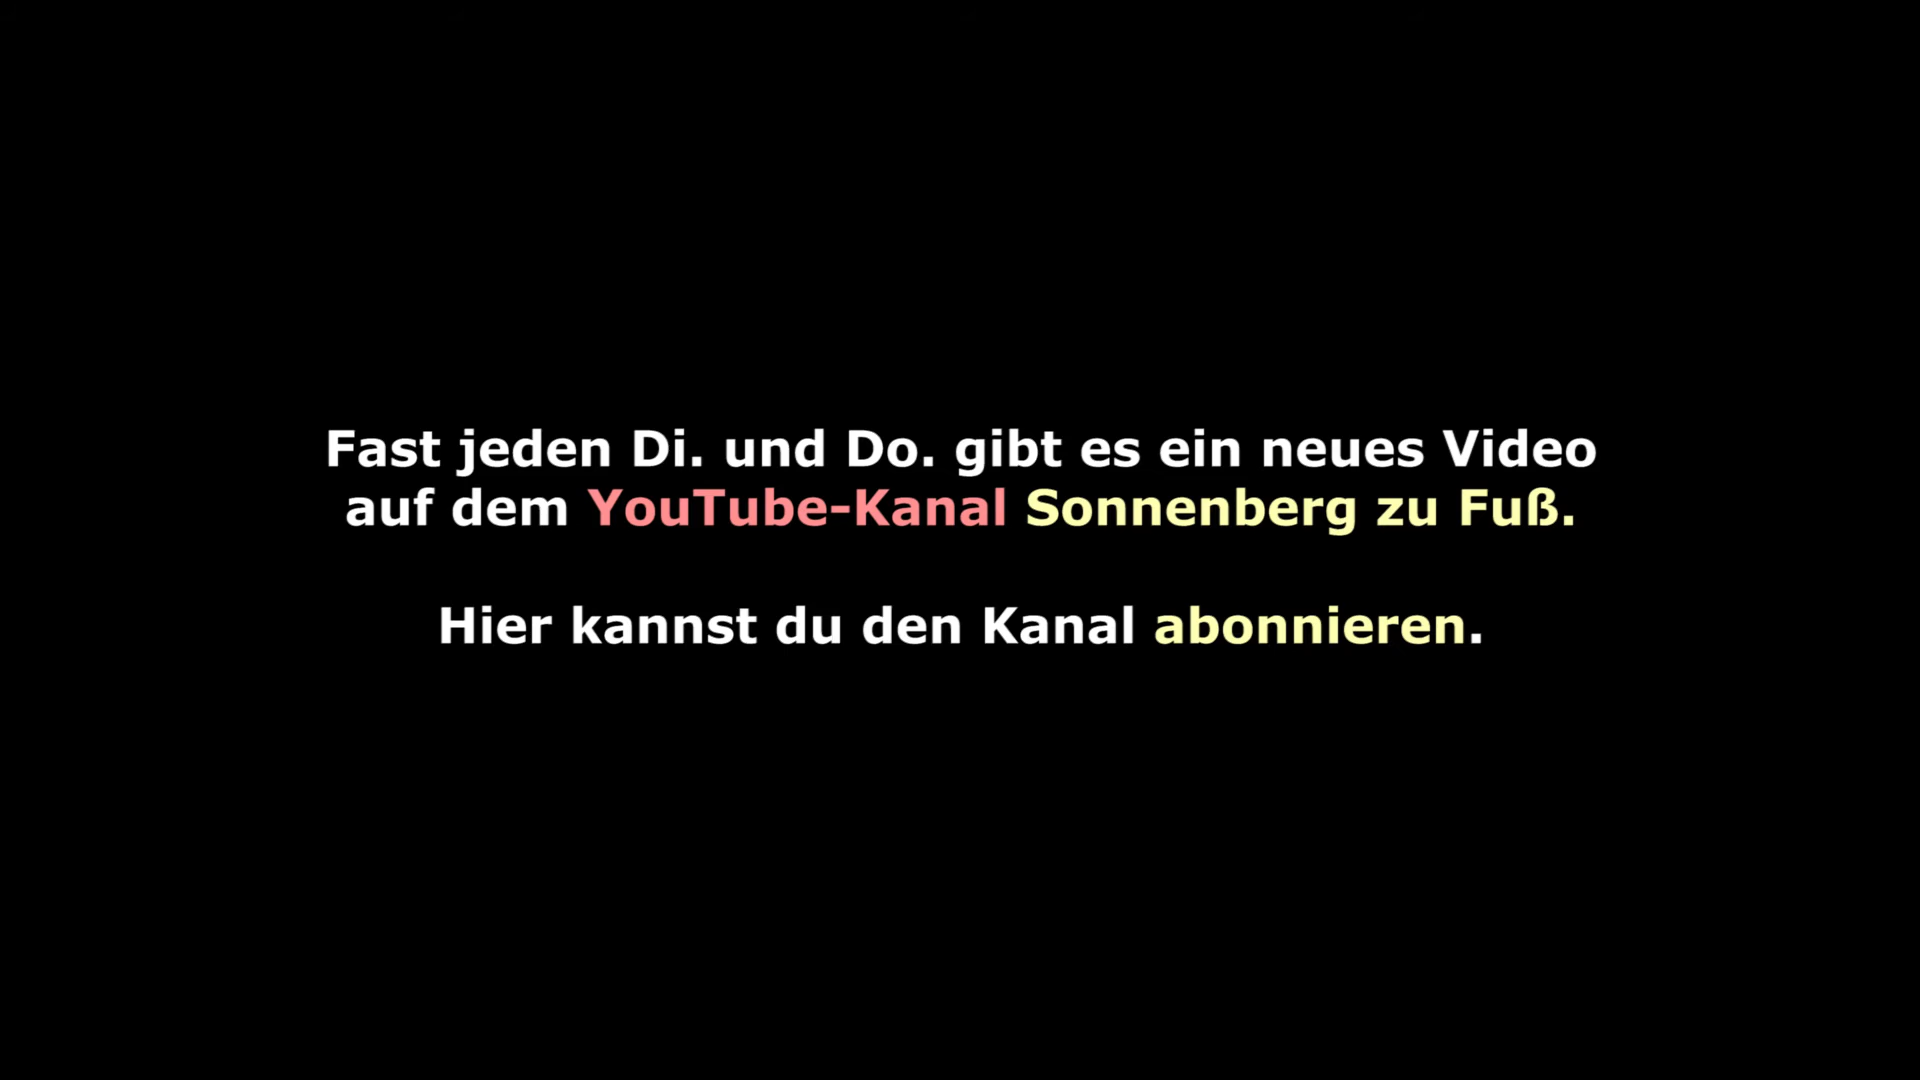 Fast jeden Di. und Do. gibt es ein neues Video
auf dem YouTube-Kanal Sonnenberg zu Fuß.
Hier kannst du den Kanal abonnieren.